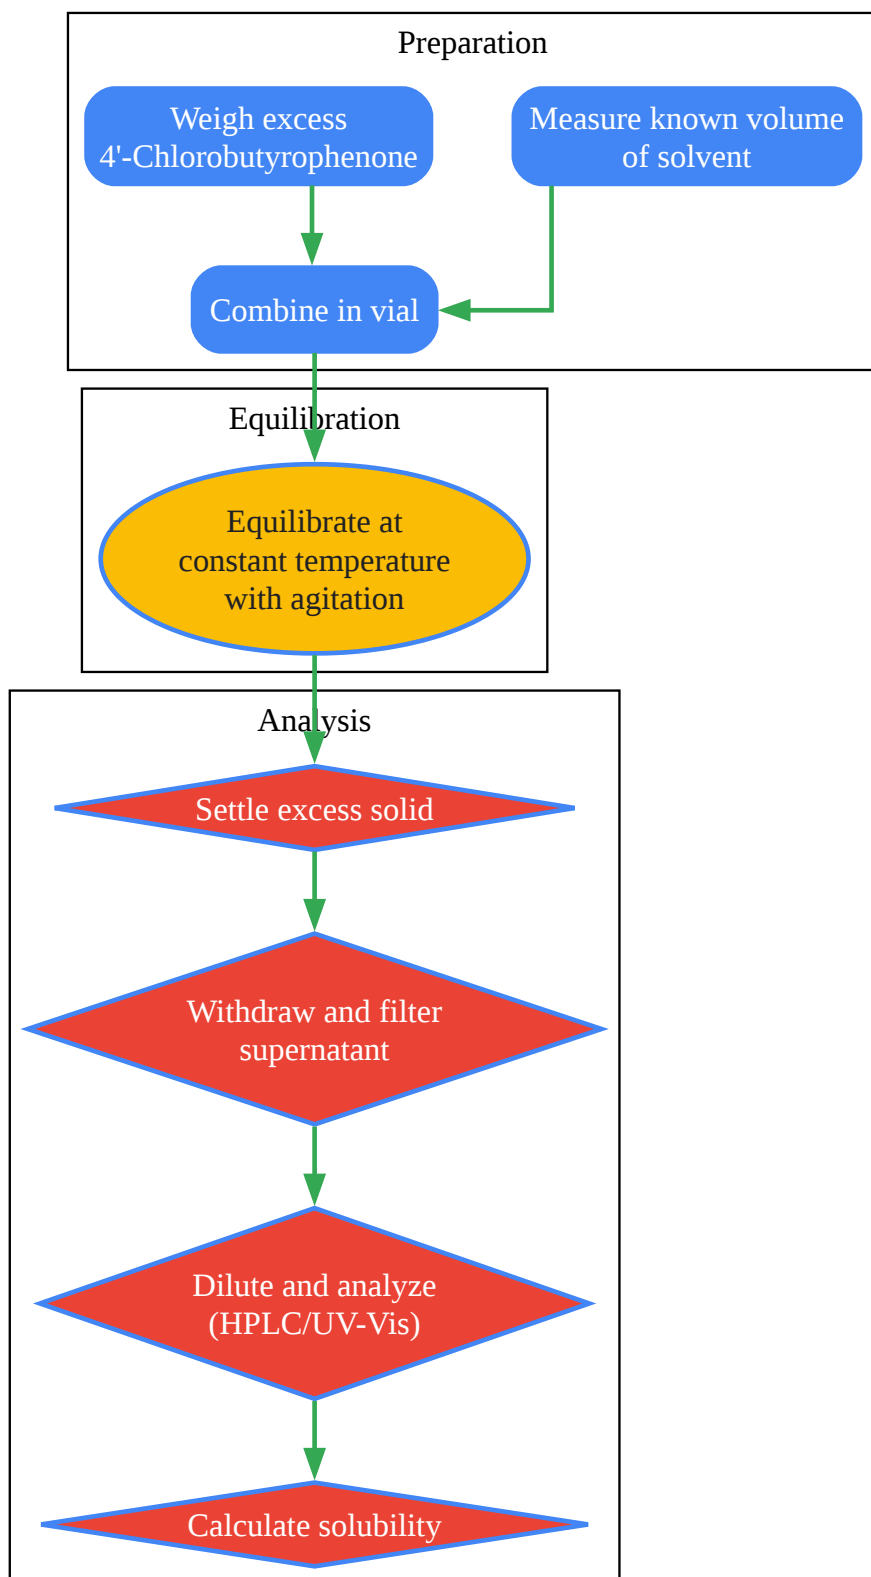 Preparation
Weigh excess
4'-Chlorobutyrophenone
Measure known volume
of solvent
Combine in vial
Equilibration
Equilibrate at
constant temperature
with agitation
Analysis
Settle excess solid
Withdraw and filter
supernatant
Dilute and analyze
(HPLC/UV-Vis)
Calculate solubility